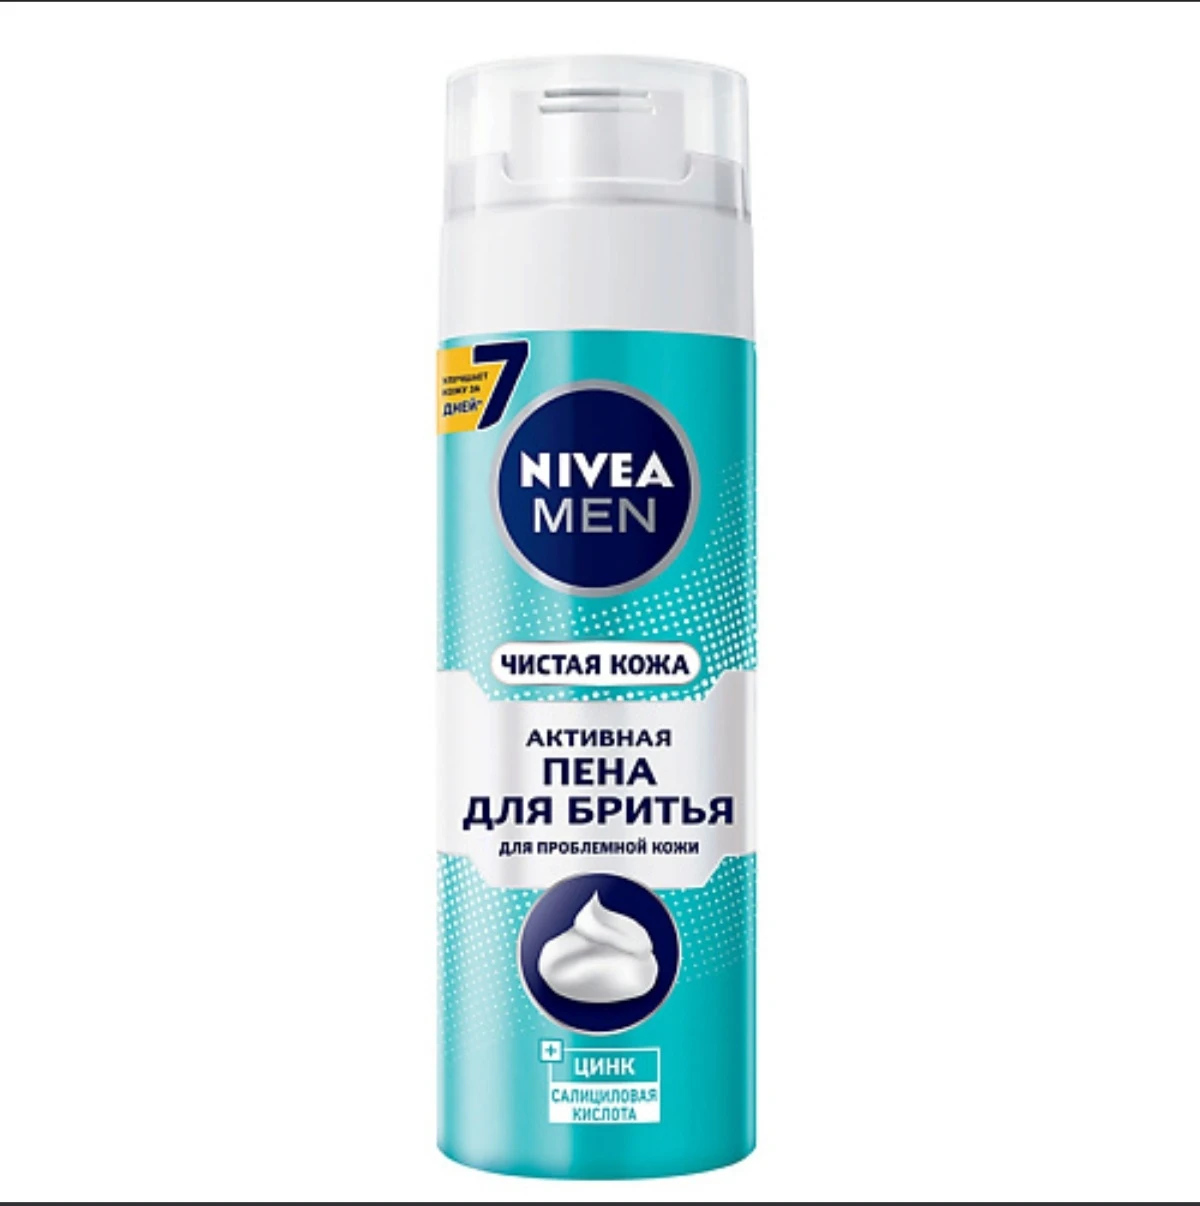 УЛУЧШАЕТ
КОЖУ ЗА
7
ДНЕЙ*
NIVEA
MEN
ЧИСТАЯ КОЖА
АКТИВНАЯ
ПЕНА
ДЛЯ БРИТЬЯ
ДЛЯ ПРОБЛЕМНОЙ КОЖИ
+ ЦИНК
САЛИЦИЛОВАЯ
КИСЛОТА